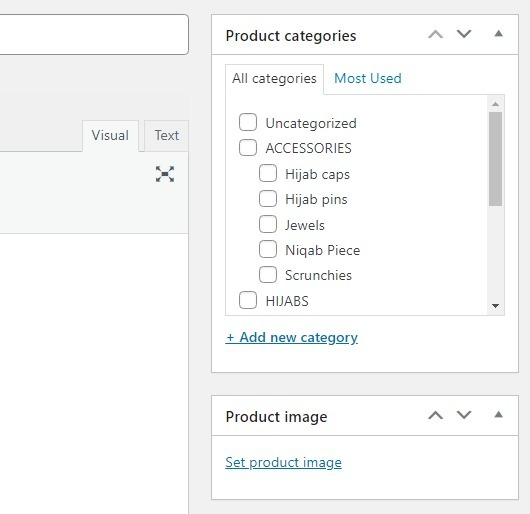 Product categories
All categories Most Used
Uncategorized
ACCESSORIES
Visual Text
Hijab caps
Hijab pins
Jewels
Niqab Piece
Scrunchies
HIJABS
+ Add new category
Product image
Set product image